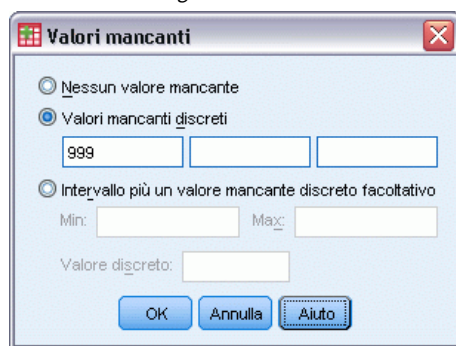 Valori mancanti
Nessun valore mancante
Valori mancanti discreti
999
Intervallo più un valore mancante discreto facoltativo
Min: Max:
Valore discreto:
OK Annulla Aiuto